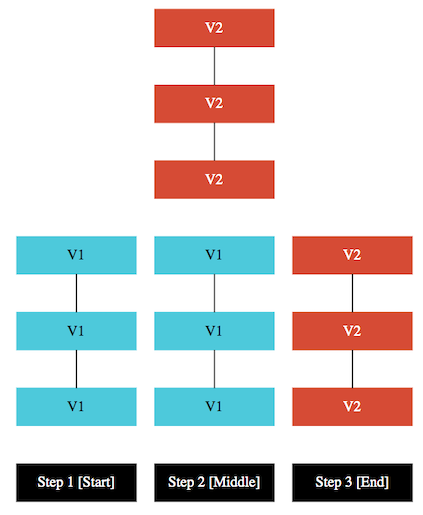 V2
V2
V2
V1 V1 V2
V1 V1 V2
V1 V1 V2
Step 1 [Start] Step 2 [Middle] Step 3 [End]